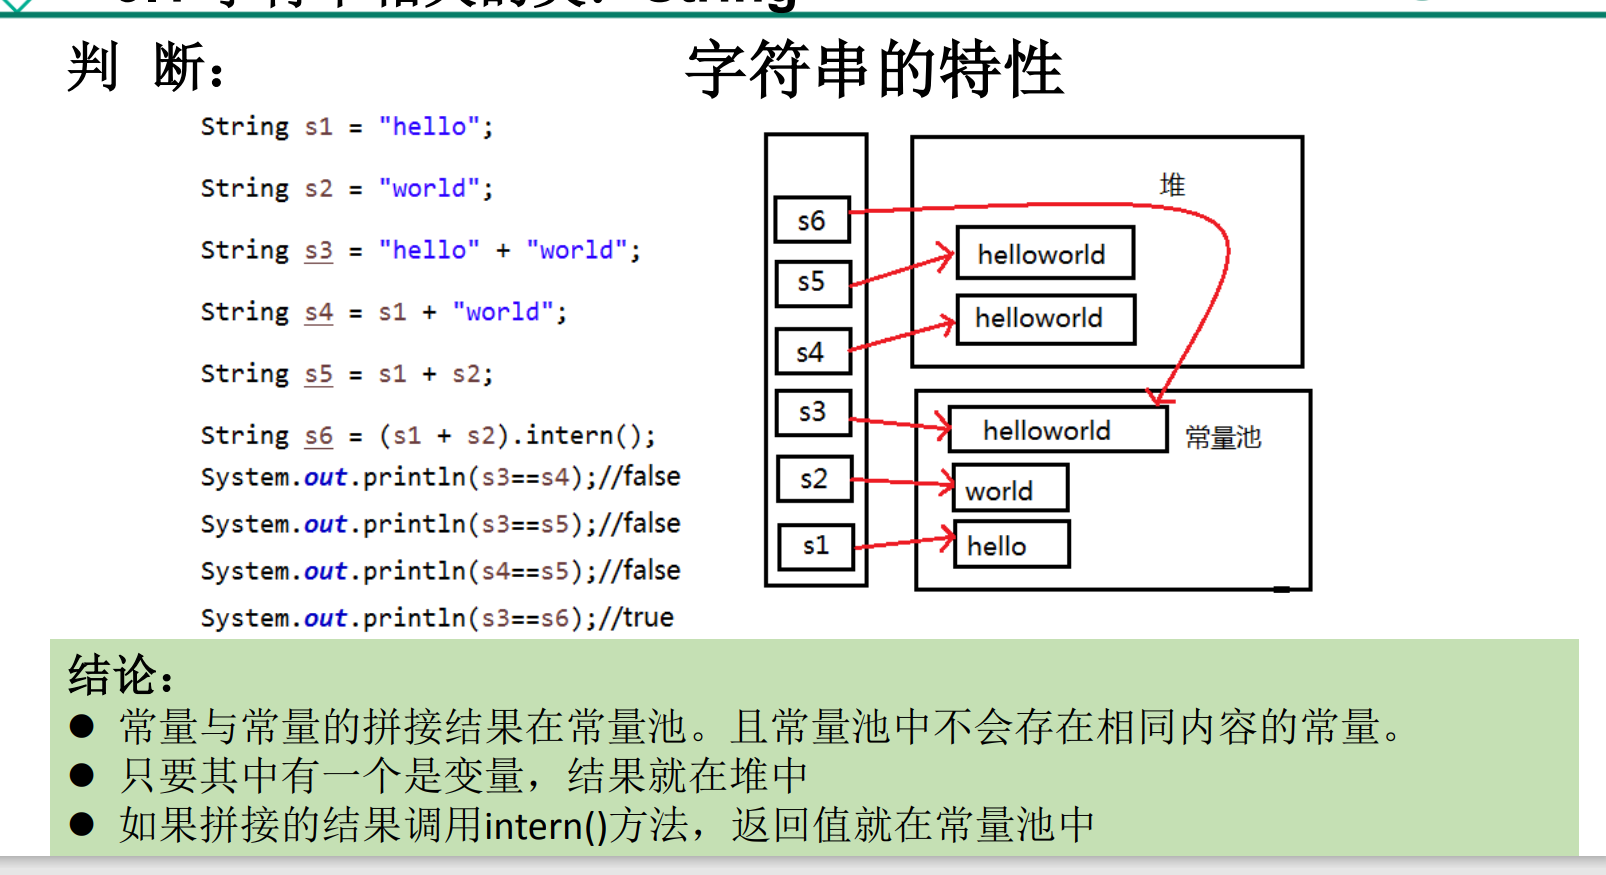 String
判 断：
字符串的特性
String s1 = "hello";
String s2 = "world";
String s3 = "hello" + "world";
String s4 = s1 + "world";
String s5 = s1 + s2;
String s6 = (s1 + s2).intern();
System.out.println(s3==s4);//false
System.out.println(s3==s5);//false
System.out.println(s4==s5);//false
System.out.println(s3==s6);//true
堆
s6
s5
helloworld
s4
helloworld
s3
helloworld
常量池
s2
world
s1
hello
结论：
● 常量与常量的拼接结果在常量池。且常量池中不会存在相同内容的常量。
● 只要其中有一个是变量，结果就在堆中
● 如果拼接的结果调用intern()方法，返回值就在常量池中